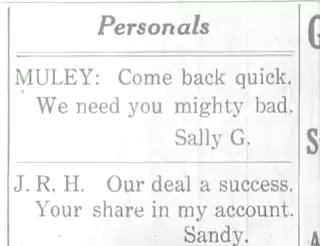 Personals
MULEY: Come back quick.
We need you mighty bad.
Sally G.
J. R. H. Our deal a success.
Your share in my account.
Sandy.
G
S